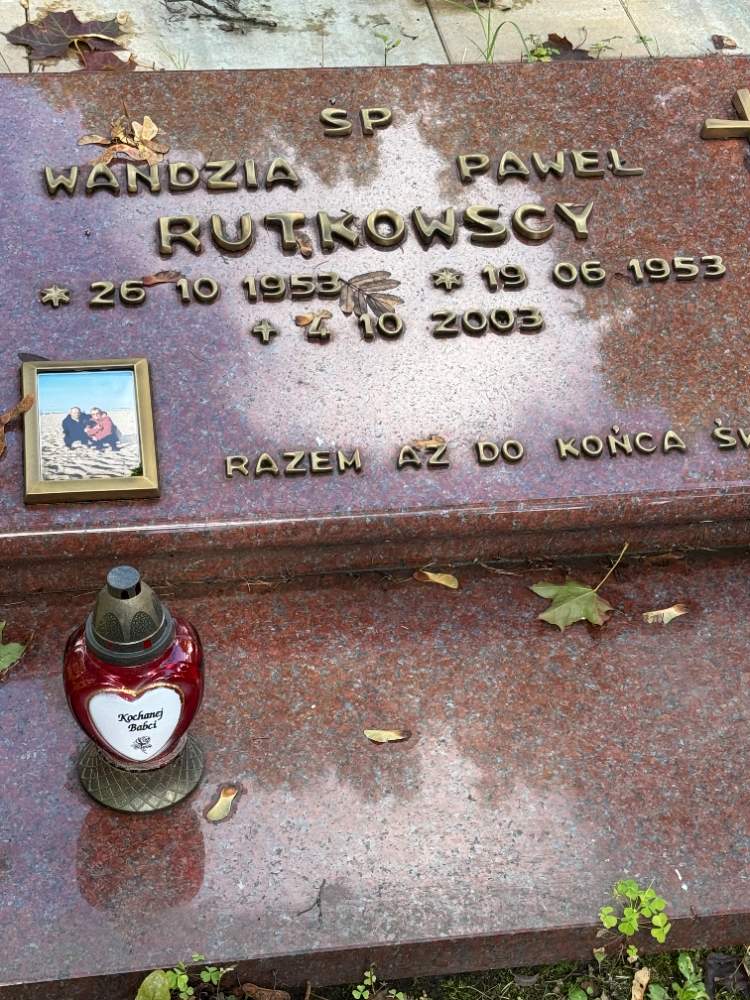 SP
WANDZIA PAWEŁ
RUTKOWSCY
* 26 10 1953 * 19 06 1953
+ 4 10 2003
RAZEM AŻ DO KOŃCA ŚW
Kochanej
Babci